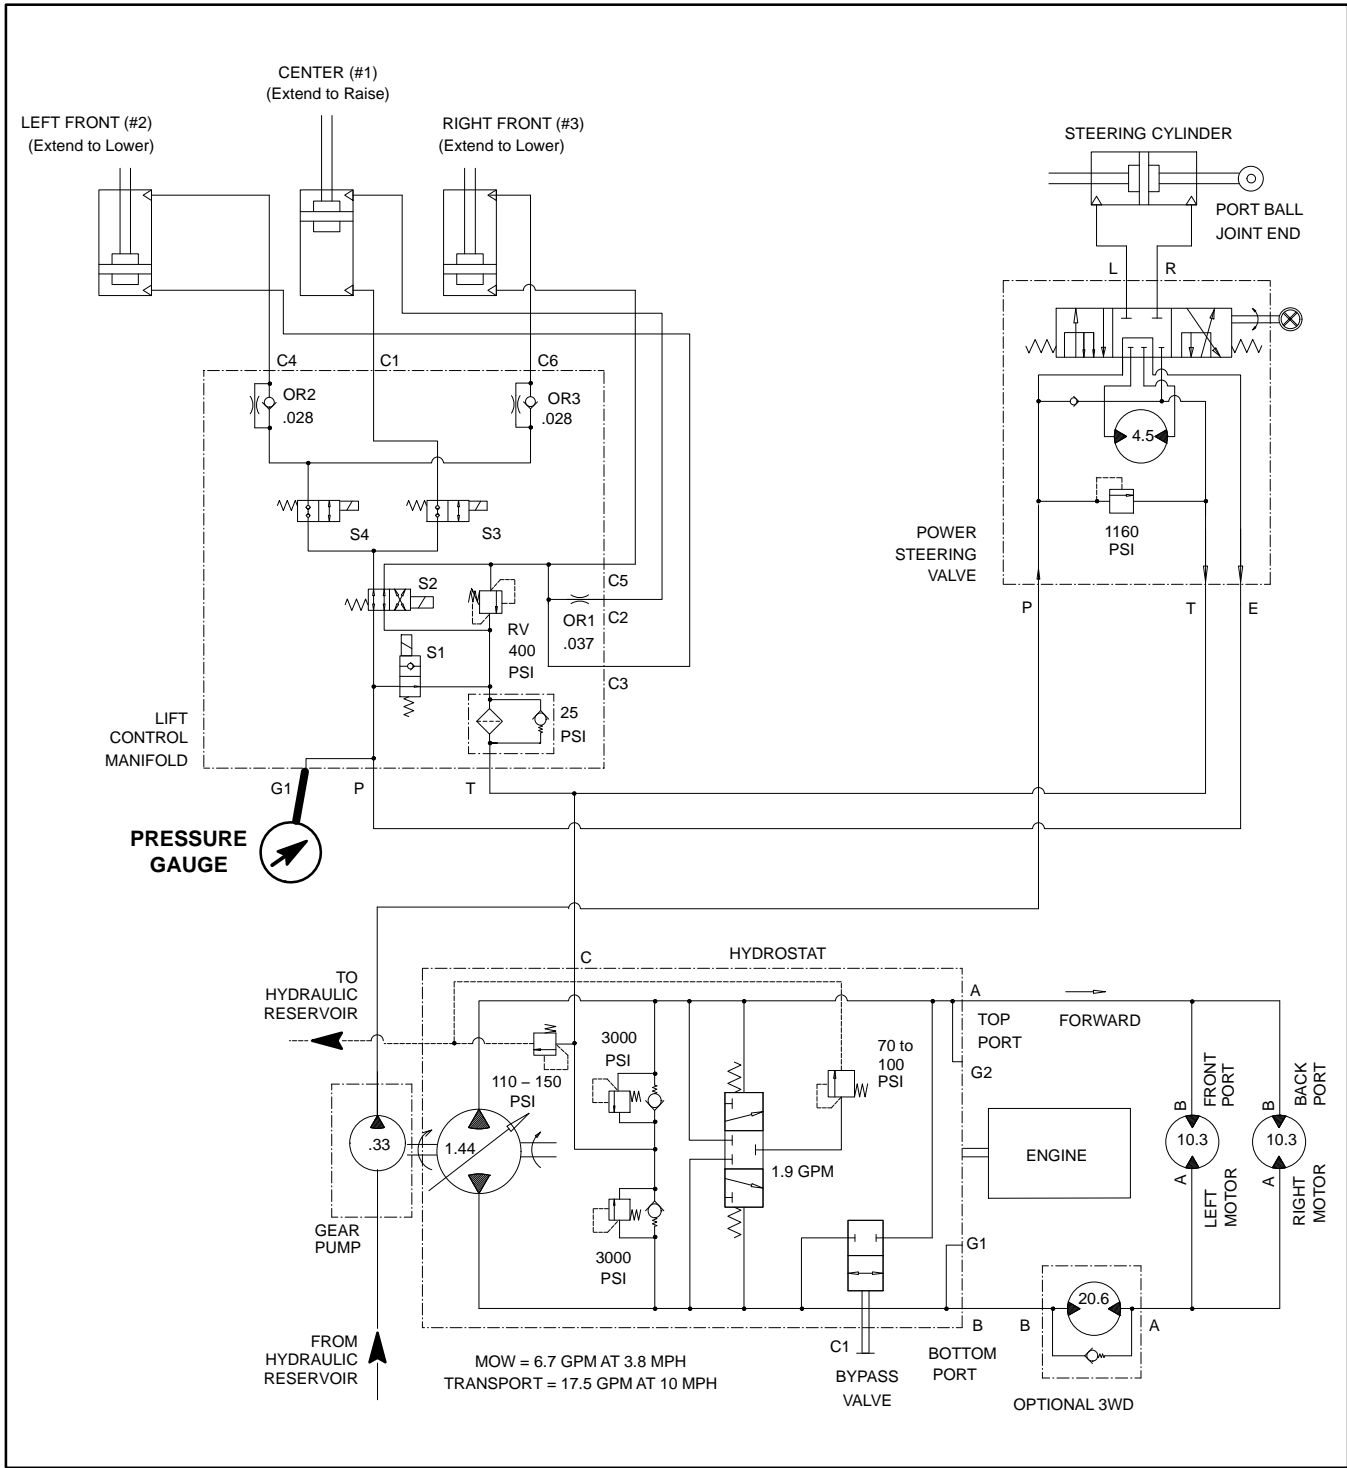 CENTER (#1)
(Extend to Raise)
LEFT FRONT (#2)
(Extend to Lower)
RIGHT FRONT (#3)
(Extend to Lower)
STEERING CYLINDER
PORT BALL
JOINT END
L
R
C4
C1
C6
OR2
.028
OR3
.028
4.5
S4
S3
1160
PSI
POWER
STEERING
VALVE
S2
C5
C2
OR1
.037
RV
400
PSI
S1
C3
P
T
E
25
PSI
LIFT
CONTROL
MANIFOLD
G1
P
T
PRESSURE
GAUGE
HYDROSTAT
C
TO
HYDRAULIC
RESERVOIR
A
FORWARD
TOP
PORT
G2
3000
PSI
70 to
100
PSI
110 – 150
PSI
.33
1.44
1.9 GPM
ENGINE
B
FRONT
PORT
B
BACK
PORT
10.3
10.3
A
LEFT
MOTOR
A
RIGHT
MOTOR
GEAR
PUMP
3000
PSI
G1
20.6
B
B
A
FROM
HYDRAULIC
RESERVOIR
C1
BYPASS
VALVE
BOTTOM
PORT
MOW = 6.7 GPM AT 3.8 MPH
TRANSPORT = 17.5 GPM AT 10 MPH
OPTIONAL 3WD